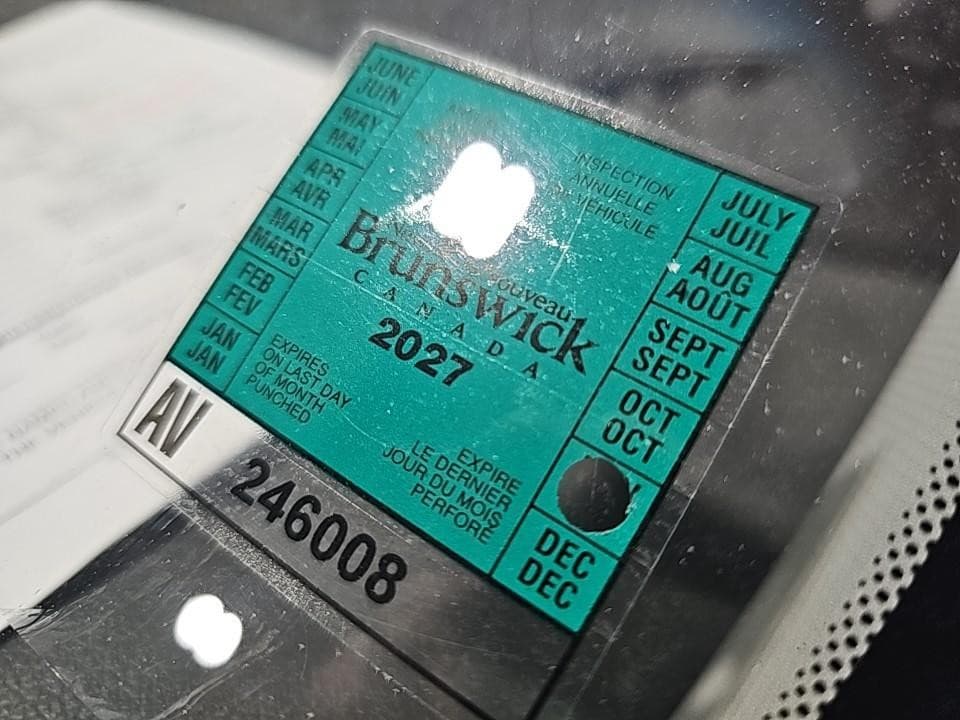 JUNE
JUIN
MAY
MAI
APR
AVR
MAR
MARS
FEB
FEV
JAN
JAN
INSPECTION
ANNUELLE
VÉHICULE
Nouveau
Brunswick
CANADA
2027
EXPIRES
ON LAST DAY
OF MONTH
PUNCHED
EXPIRE
LE DERNIER
JOUR DU MOIS
PERFORÉ
JULY
JUIL
AUG
AOÛT
SEPT
SEPT
OCT
OCT
DEC
DEC
AV
246008